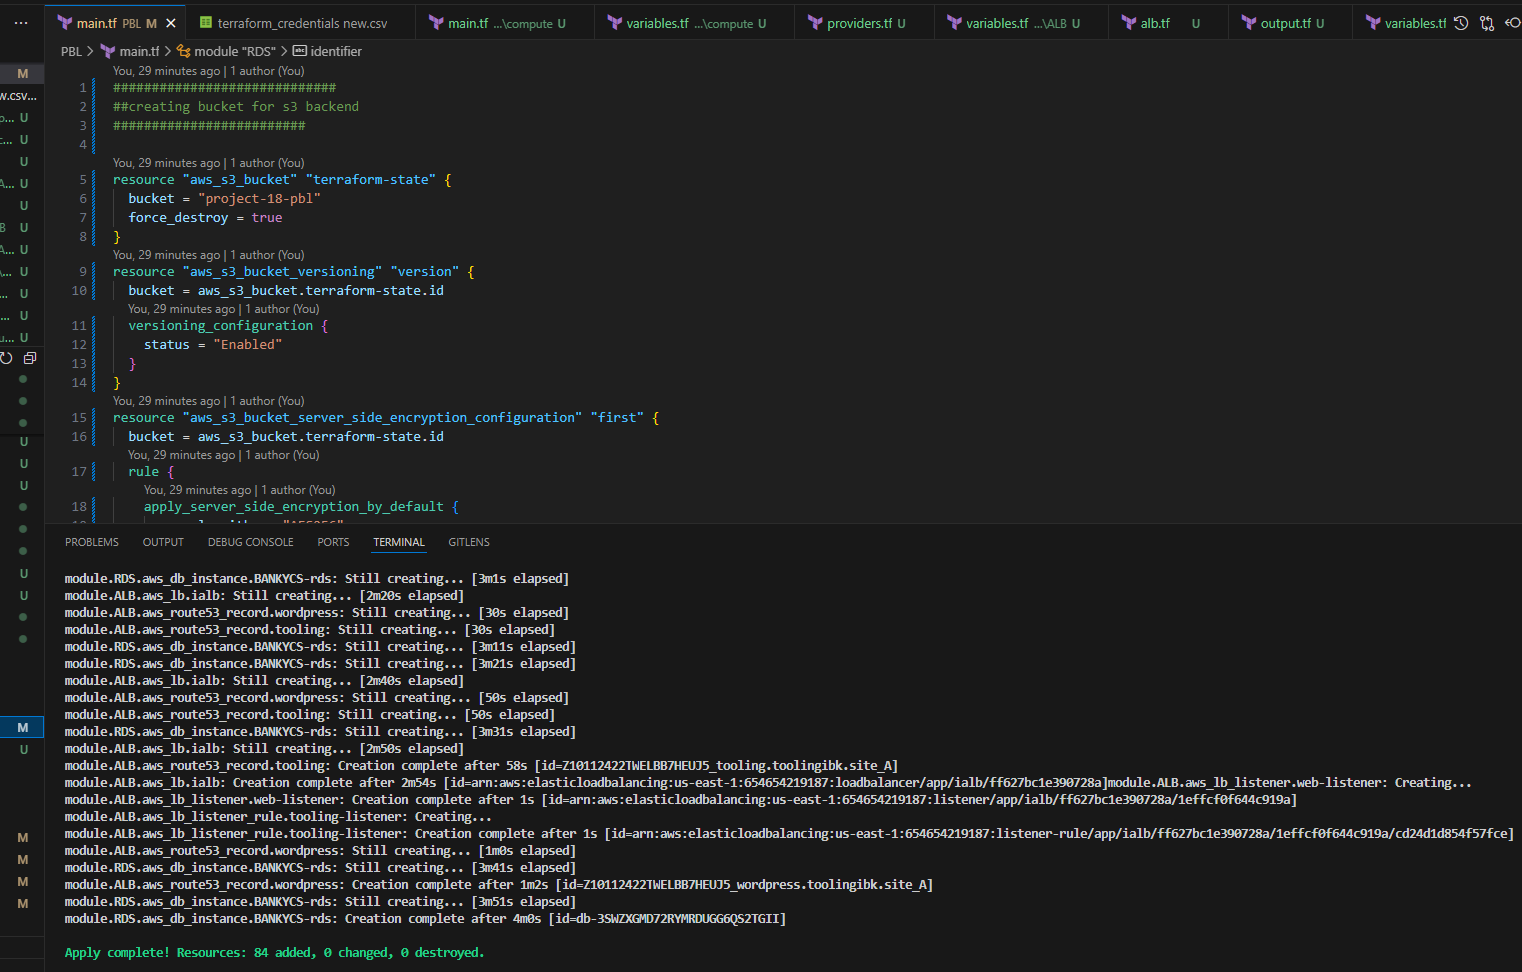 main.tf PBL M
terraform_credentials new.csv
main.tf ...\compute U
variables.tf ...\compute U
providers.tf U
variables.tf ...\ALB U
alb.tf U
output.tf U
variables.tf
PBL > main.tf > module "RDS" > identifier
You, 29 minutes ago | 1 author (You)
1 #############################
2 ##creating bucket for s3 backend
3 #########################
4
You, 29 minutes ago | 1 author (You)
5 resource "aws_s3_bucket" "terraform-state" {
6 bucket = "project-18-pbl"
7 force_destroy = true
8 }
You, 29 minutes ago | 1 author (You)
9 resource "aws_s3_bucket_versioning" "version" {
10 bucket = aws_s3_bucket.terraform-state.id
You, 29 minutes ago | 1 author (You)
11 versioning_configuration {
12 status = "Enabled"
13 }
14 }
You, 29 minutes ago | 1 author (You)
15 resource "aws_s3_bucket_server_side_encryption_configuration" "first" {
16 bucket = aws_s3_bucket.terraform-state.id
You, 29 minutes ago | 1 author (You)
17 rule {
You, 29 minutes ago | 1 author (You)
18 apply_server_side_encryption_by_default {
PROBLEMS OUTPUT DEBUG CONSOLE PORTS TERMINAL GITLENS
module.RDS.aws_db_instance.BANKYCS-rds: Still creating... [3m1s elapsed]
module.ALB.aws_lb.ialb: Still creating... [2m20s elapsed]
module.ALB.aws_route53_record.wordpress: Still creating... [30s elapsed]
module.ALB.aws_route53_record.tooling: Still creating... [30s elapsed]
module.RDS.aws_db_instance.BANKYCS-rds: Still creating... [3m11s elapsed]
module.RDS.aws_db_instance.BANKYCS-rds: Still creating... [3m21s elapsed]
module.ALB.aws_lb.ialb: Still creating... [2m40s elapsed]
module.ALB.aws_route53_record.wordpress: Still creating... [50s elapsed]
module.ALB.aws_route53_record.tooling: Still creating... [50s elapsed]
module.RDS.aws_db_instance.BANKYCS-rds: Still creating... [3m31s elapsed]
module.ALB.aws_lb.ialb: Still creating... [2m50s elapsed]
module.ALB.aws_route53_record.tooling: Creation complete after 58s [id=Z10112422TWELBB7HEUJ5_tooling.toolingibk.site_A]
module.ALB.aws_lb.ialb: Creation complete after 2m54s [id=arn:aws:elasticloadbalancing:us-east-1:654654219187:loadbalancer/app/ialb/ff627bc1e390728a]module.ALB.aws_lb_listener.web-listener: Creating...
module.ALB.aws_lb_listener.web-listener: Creation complete after 1s [id=arn:aws:elasticloadbalancing:us-east-1:654654219187:listener/app/ialb/ff627bc1e390728a/1effcf0f644c919a]
module.ALB.aws_lb_listener_rule.tooling-listener: Creating...
module.ALB.aws_lb_listener_rule.tooling-listener: Creation complete after 1s [id=arn:aws:elasticloadbalancing:us-east-1:654654219187:listener-rule/app/ialb/ff627bc1e390728a/1effcf0f644c919a/cd24d1d854f57fce]
module.ALB.aws_route53_record.wordpress: Still creating... [1m0s elapsed]
module.RDS.aws_db_instance.BANKYCS-rds: Still creating... [3m41s elapsed]
module.ALB.aws_route53_record.wordpress: Creation complete after 1m2s [id=Z10112422TWELBB7HEUJ5_wordpress.toolingibk.site_A]
module.RDS.aws_db_instance.BANKYCS-rds: Still creating... [3m51s elapsed]
module.RDS.aws_db_instance.BANKYCS-rds: Creation complete after 4m0s [id=db-3SWZXGMD72RYMRDUGG6QS2TGII]
Apply complete! Resources: 84 added, 0 changed, 0 destroyed.